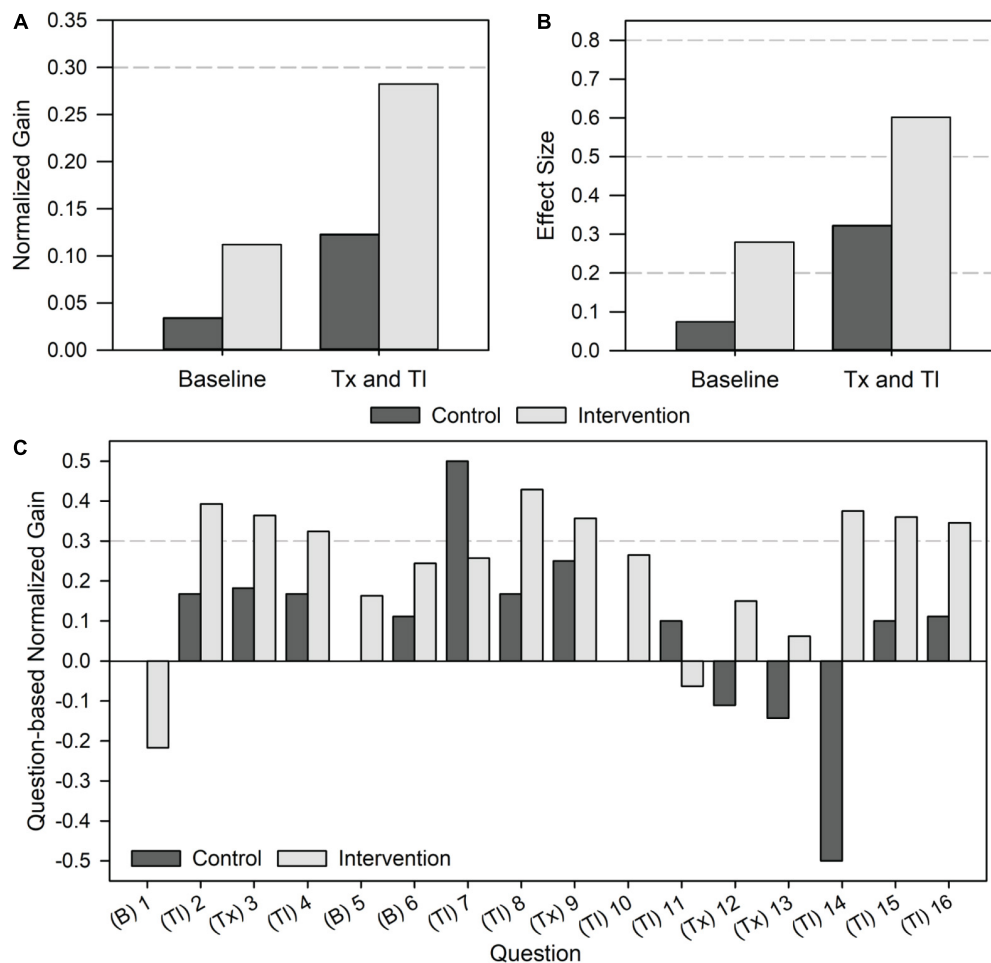 A
Normalized Gain
0.35
0.30
0.25
0.20
0.15
0.10
0.05
0.00
Baseline
Tx and TI
B
Effect Size
0.8
0.7
0.6
0.5
0.4
0.3
0.2
0.1
0.0
Baseline
Tx and TI
Control
Intervention
C
Question-based Normalized Gain
0.5
0.4
0.3
0.2
0.1
0.0
-0.1
-0.2
-0.3
-0.4
-0.5
Control
Intervention
(B) 1
(TI) 2
(Tx) 3
(TI) 4
(B) 5
(B) 6
(TI) 7
(TI) 8
(Tx) 9
(TI) 10
(TI) 11
(Tx) 12
(Tx) 13
(TI) 14
(TI) 15
(TI) 16
Question